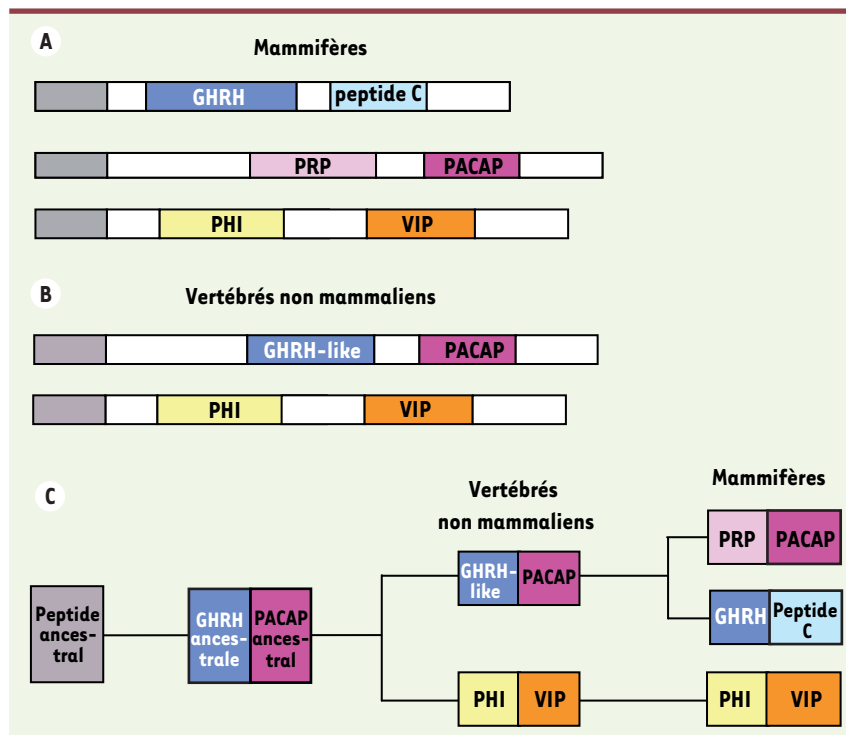 A
Mammifères
GHRH
peptide C
PRP
PACAP
PHI
VIP
B
Vertébrés non mammaliens
GHRH-like
PACAP
PHI
VIP
C
Vertébrés
non mammaliens
Mammifères
Peptide
ances-
tral
GHRH
ances-
trale
PACAP
ances-
tral
GHRH-
like
PACAP
PHI
VIP
PRP
PACAP
GHRH
Peptide
C
PHI
VIP